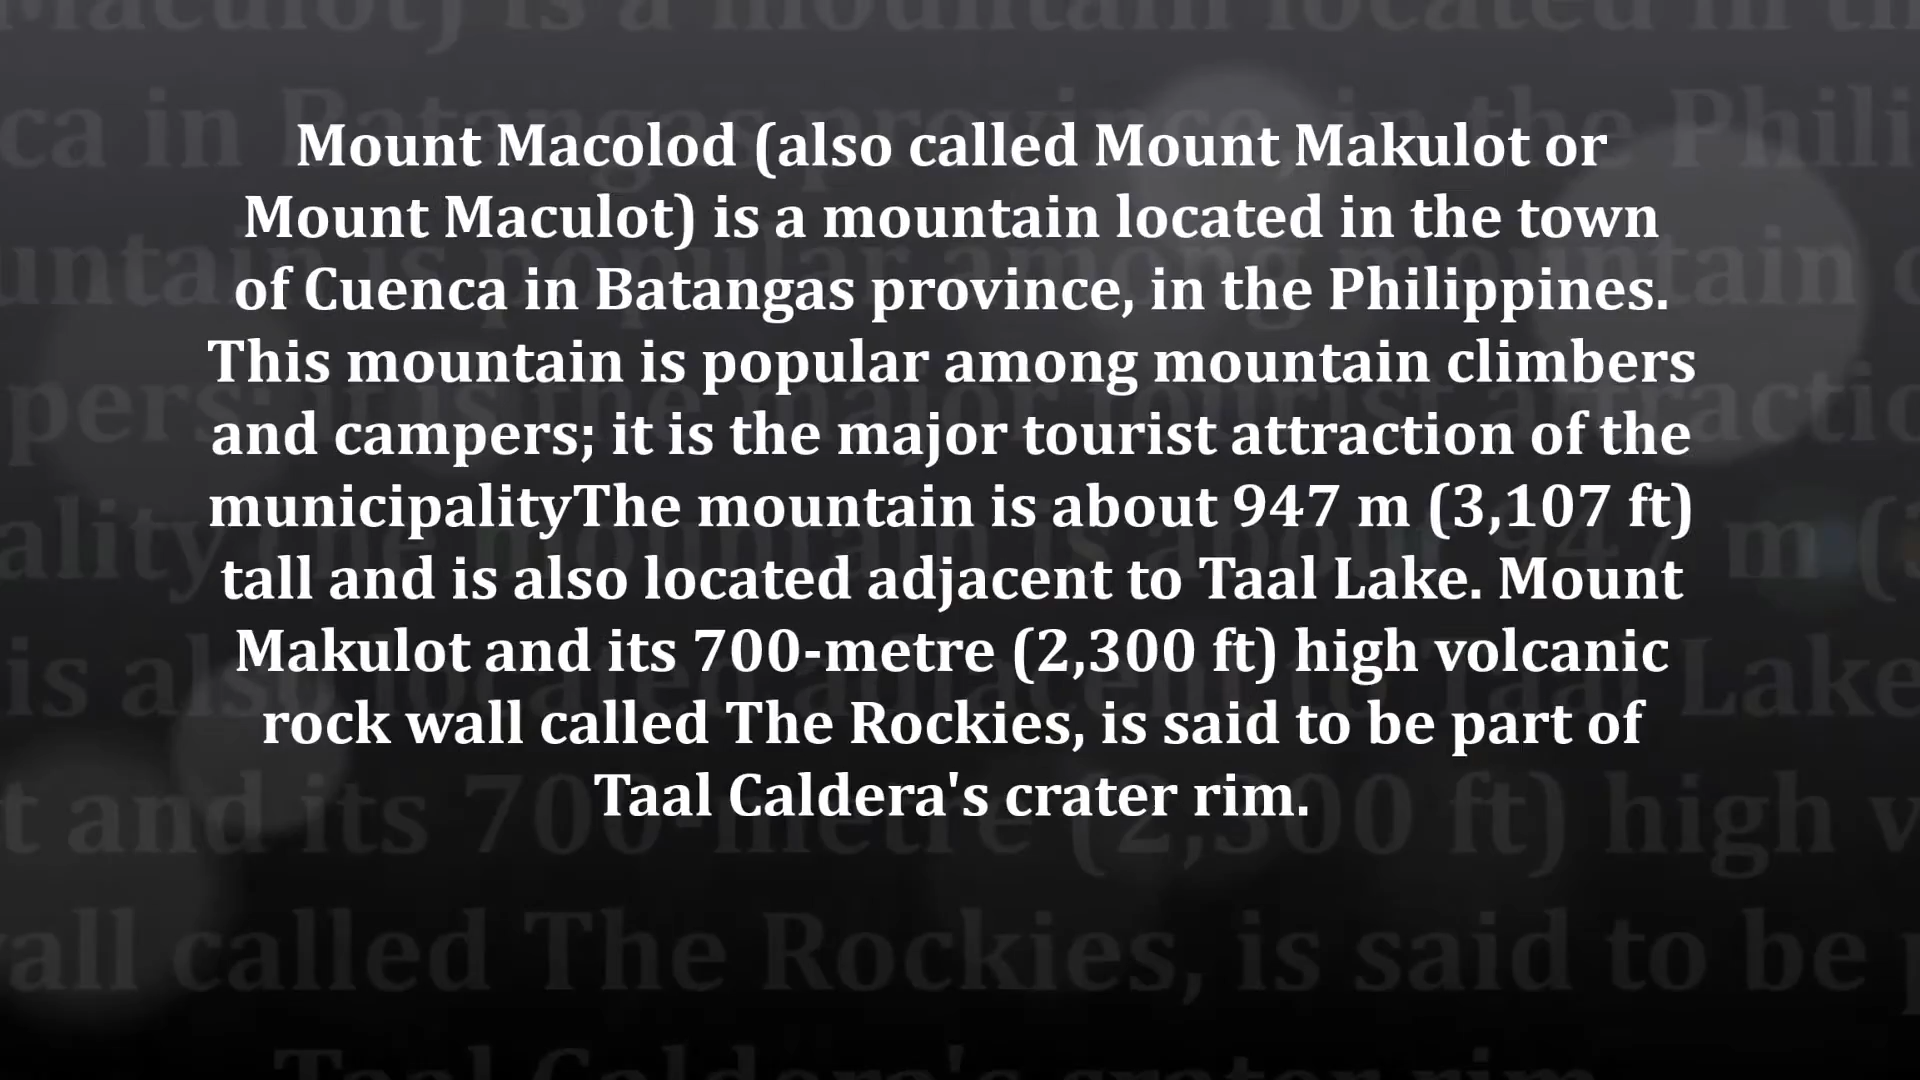 Mount Macolod (also called Mount Makulot or
Mount Maculot) is a mountain located in the town
of Cuenca in Batangas province, in the Philippines.
This mountain is popular among mountain climbers
and campers; it is the major tourist attraction of the
municipalityThe mountain is about 947 m (3,107 ft)
tall and is also located adjacent to Taal Lake. Mount
Makulot and its 700-metre (2,300 ft) high volcanic
rock wall called The Rockies, is said to be part of
Taal Caldera's crater rim.